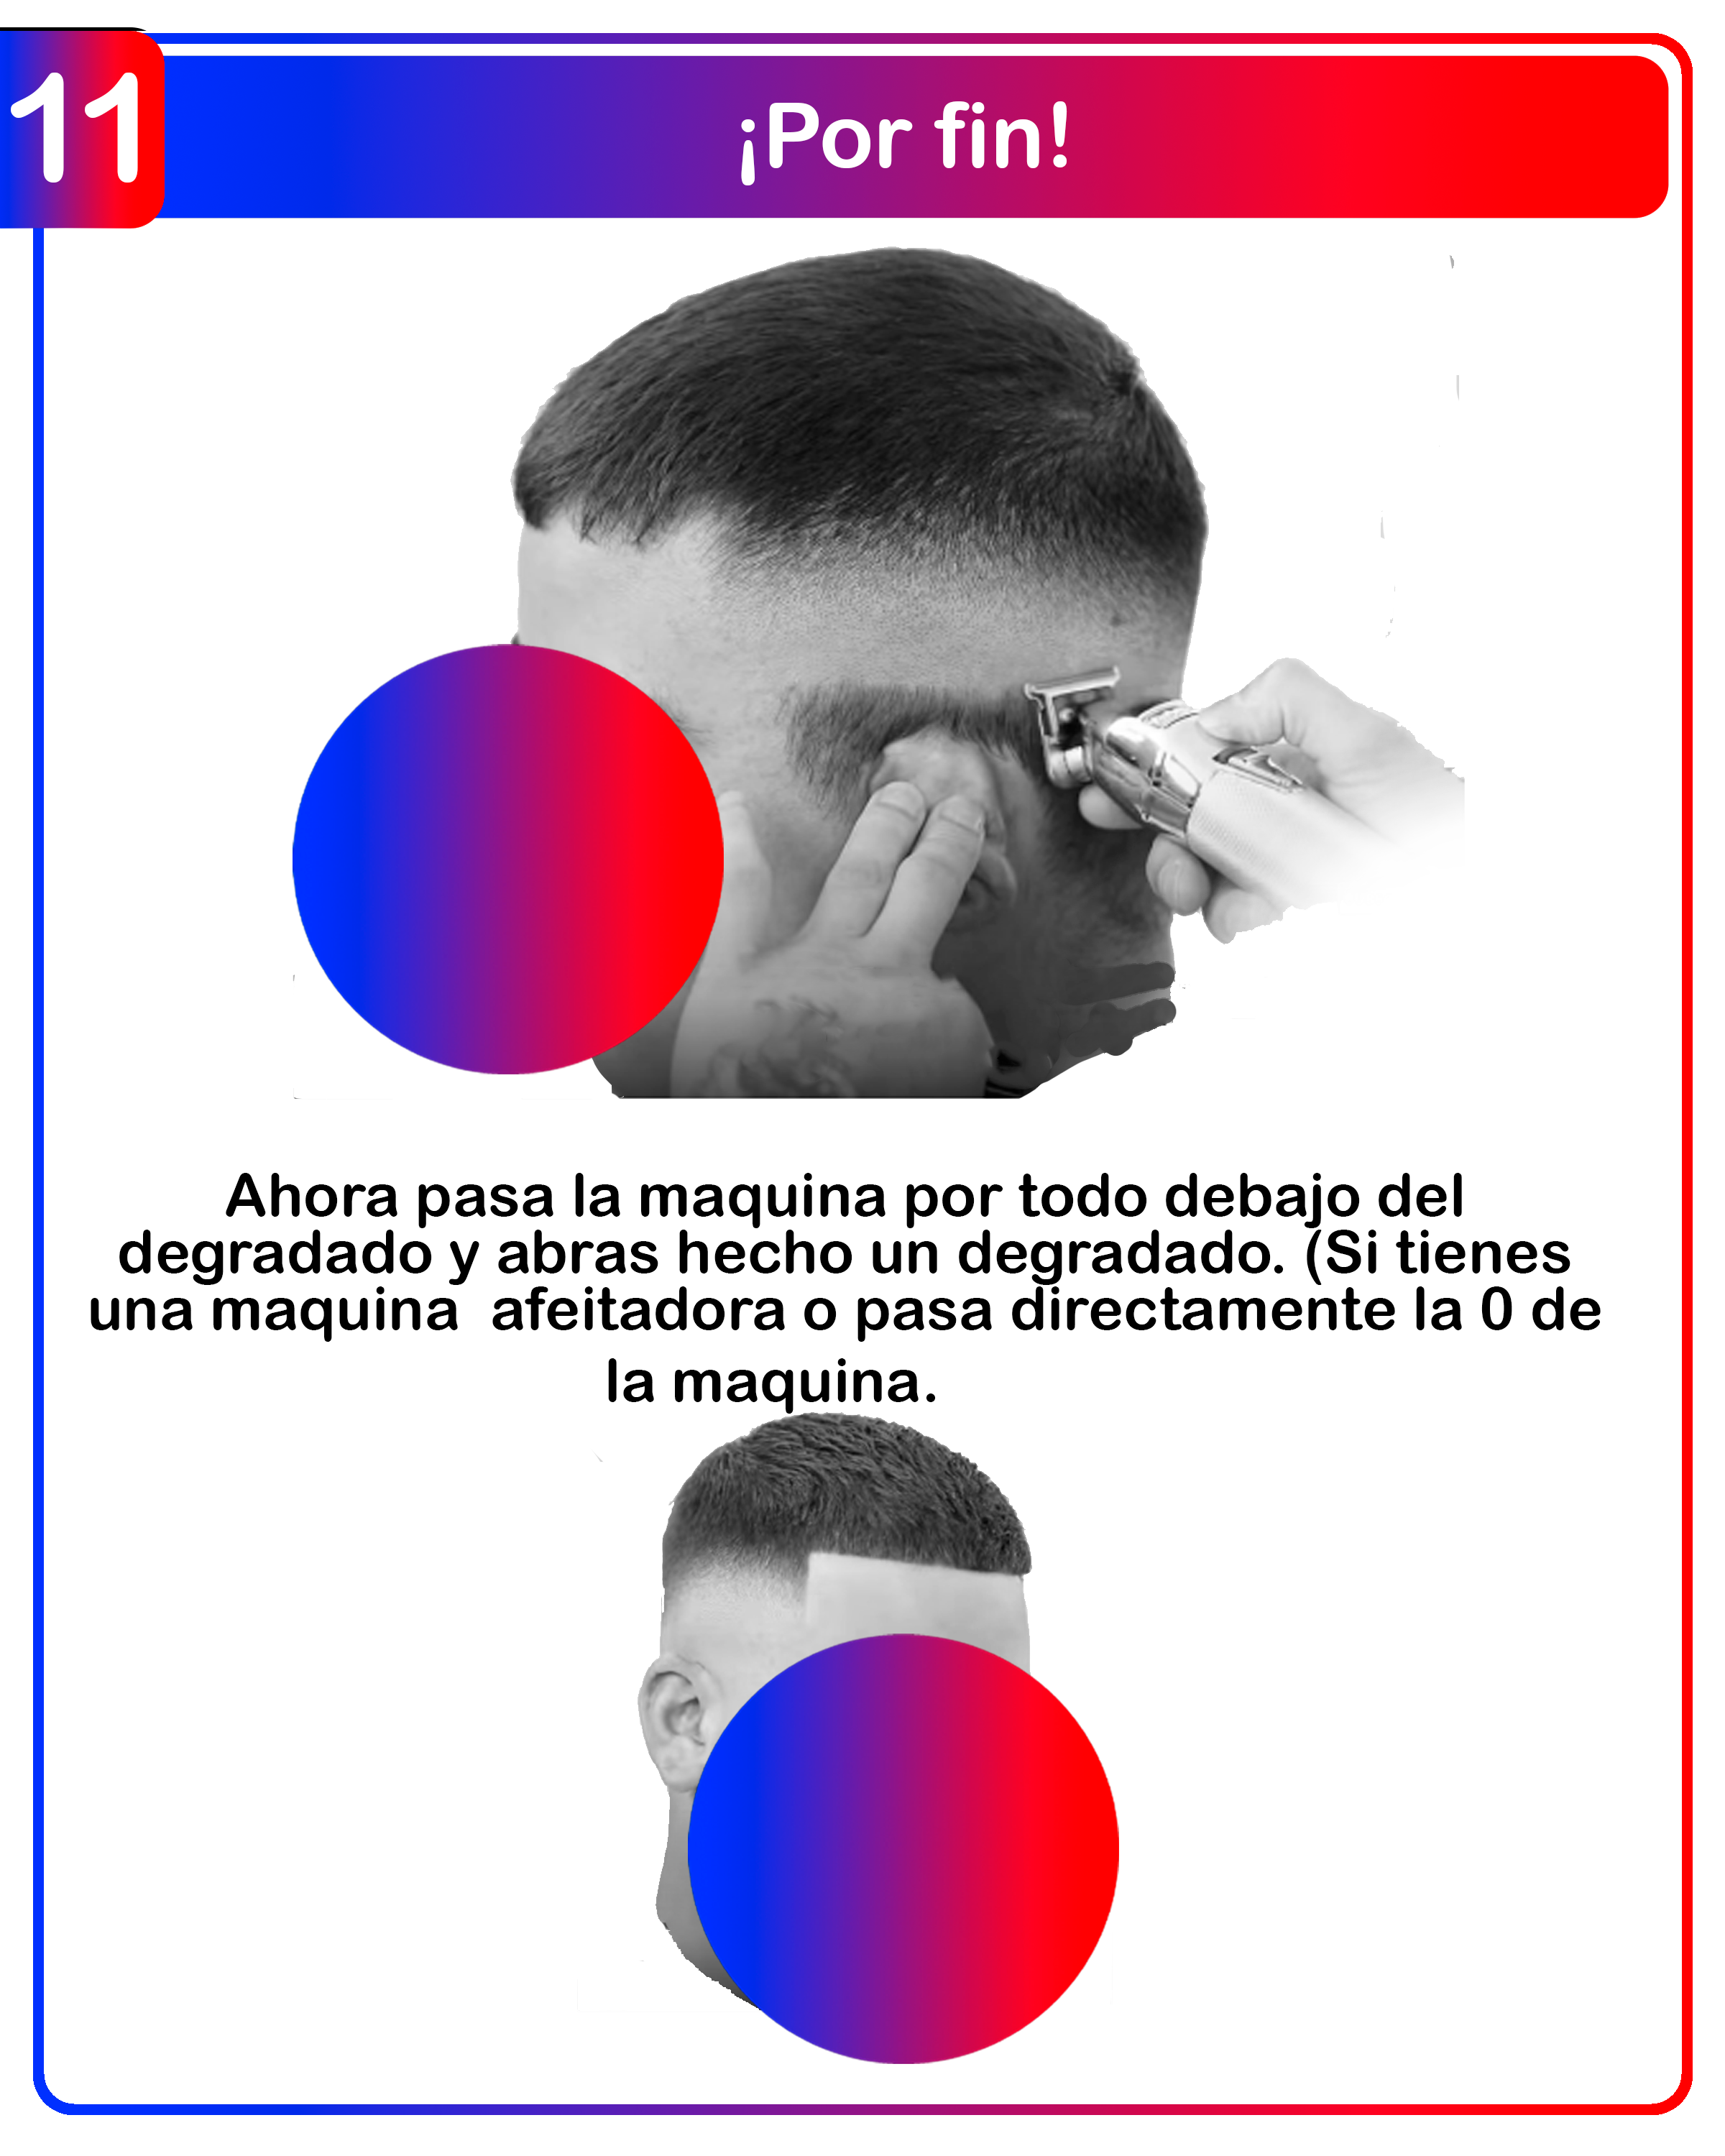 11
¡Por fin!
Ahora pasa la maquina por todo debajo del
degradado y abras hecho un degradado. (Si tienes
una maquina  afeitadora o pasa directamente la 0 de
la maquina.